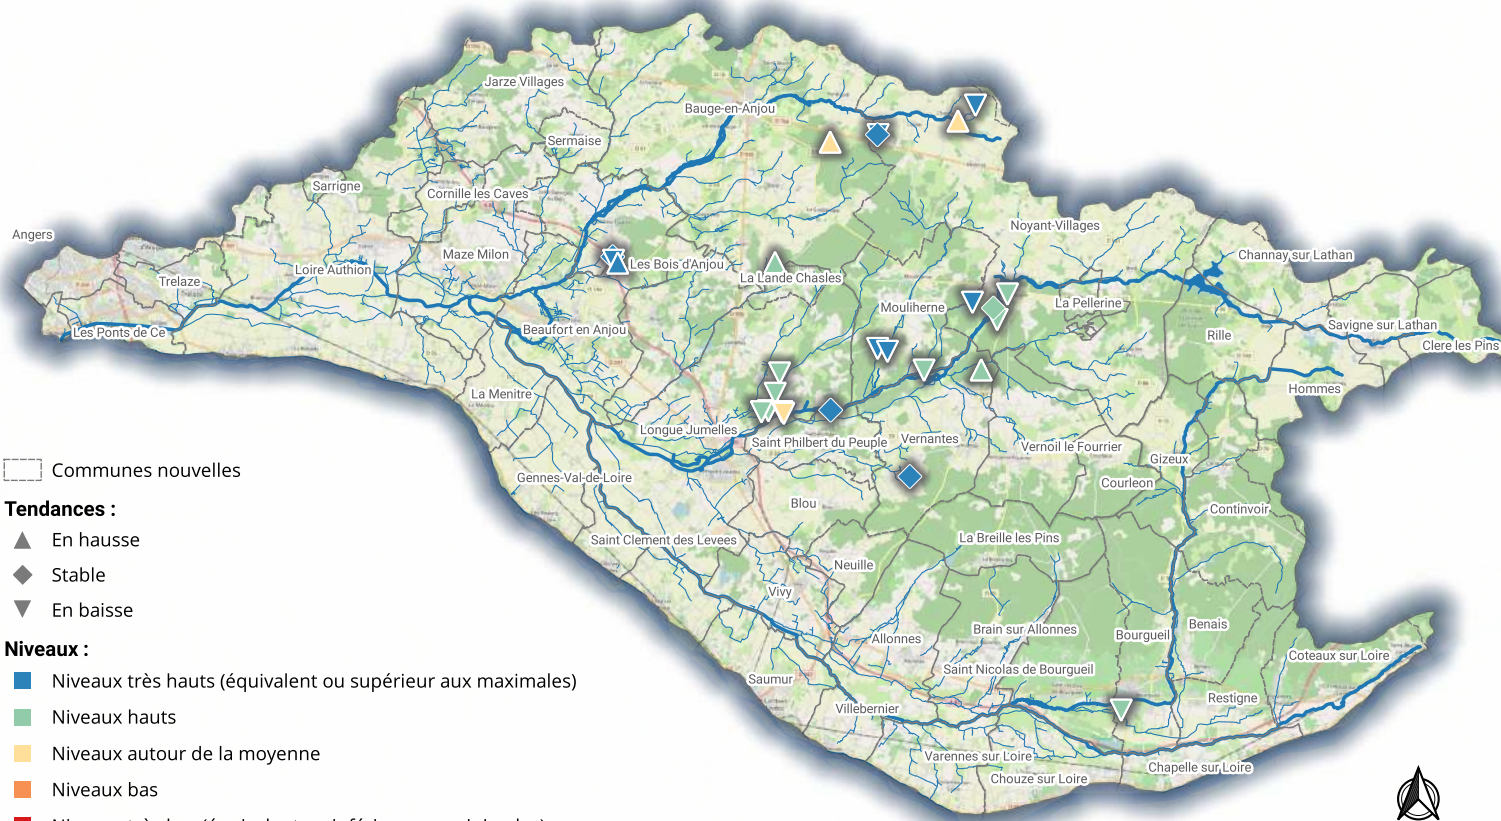 Jarze Villages
Bauge-en-Anjou
Sermaise
Sarrigne
Cornille les Caves
Angers
Noyant-Villages
Maze Milon
Les Bois d'Anjou
Channay sur Lathan
Loire Authion
Trelaze
La Lande Chasles
Mouliherne
La Pellerine
Les Ponts de Ce
Beaufort en Anjou
Rille
Savigne sur Lathan
Clere les Pins
La Menitre
Hommes
Longue Jumelles
Saint Philbert du Peuple
Vernantes
Vernoil le Fourrier
Gizeux
Gennes-Val-de-Loire
Courleon
Blou
Continvoir
Saint Clement des Levees
La Breille les Pins
Neuille
Vivy
Allonnes
Brain sur Allonnes
Bourgueil
Benais
Coteaux sur Loire
Saint Nicolas de Bourgueil
Saumur
Restigne
Villebernier
Varennes sur Loire
Chouze sur Loire
Chapelle sur Loire
Communes nouvelles
Tendances :
En hausse
Stable
En baisse
Niveaux :
Niveaux très hauts (équivalent ou supérieur aux maximales)
Niveaux hauts
Niveaux autour de la moyenne
Niveaux bas